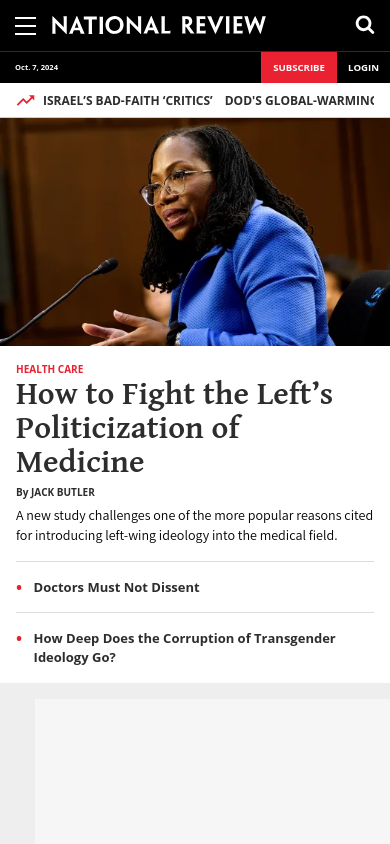 NATIONAL REVIEW
Oct. 7, 2024
SUBSCRIBE LOGIN
ISRAEL’S BAD-FAITH ‘CRITICS’ DOD'S GLOBAL-WARMING
HEALTH CARE
How to Fight the Left’s
Politicization of
Medicine
By JACK BUTLER
A new study challenges one of the more popular reasons cited
for introducing left-wing ideology into the medical field.
• Doctors Must Not Dissent
• How Deep Does the Corruption of Transgender
Ideology Go?